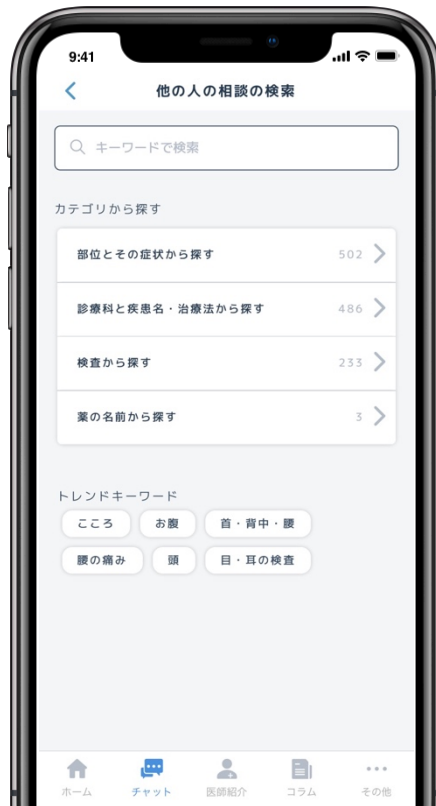 9:41
他の人の相談の検索
キーワードで検索
カテゴリから探す
部位とその症状から探す 502
診療科と疾患名・治療法から探す 486
検査から探す 233
薬の名前から探す 3
トレンドキーワード
こころ お腹 首・背中・腰
腰の痛み 頭 目・耳の検査
ホーム チャット 医師紹介 コラム その他